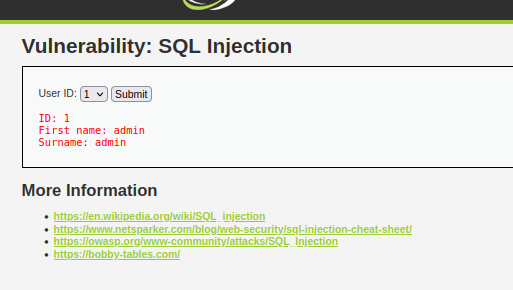 Vulnerability: SQL Injection
User ID: 1 Submit
ID: 1
First name: admin
Surname: admin
More Information
https://en.wikipedia.org/wiki/SQL_injection
https://www.netsparker.com/blog/web-security/sql-injection-cheat-sheet/
https://owasp.org/www-community/attacks/SQL_Injection
https://bobby-tables.com/